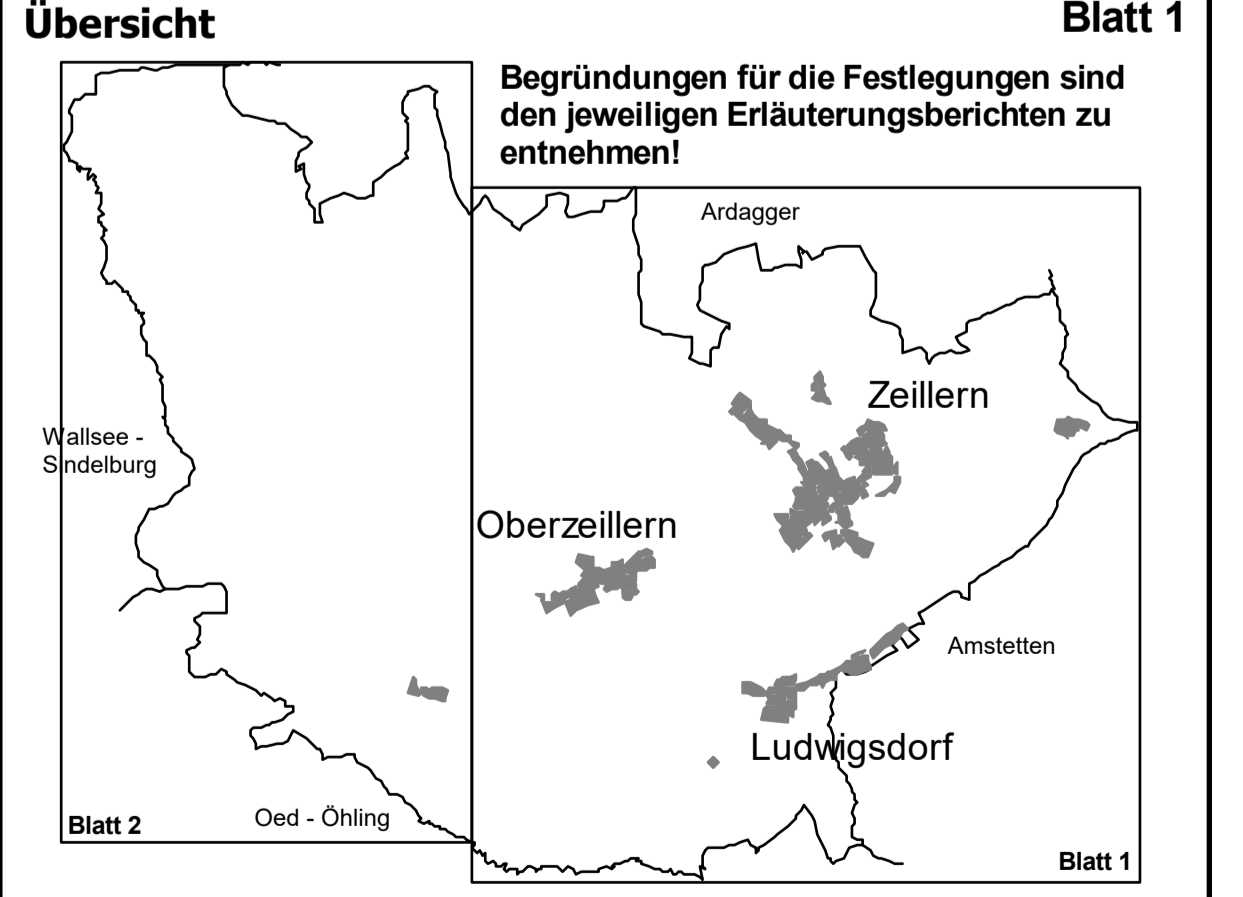 Übersicht
Blatt 1
Begründungen für die Festlegungen sind
den jeweiligen Erläuterungsberichten zu
entnehmen!
Ardagger
Zeillern
Wallsee -
Sindelburg
Oberzeillern
Amstetten
Ludwigsdorf
Oed - Öhling
Blatt 2
Blatt 1